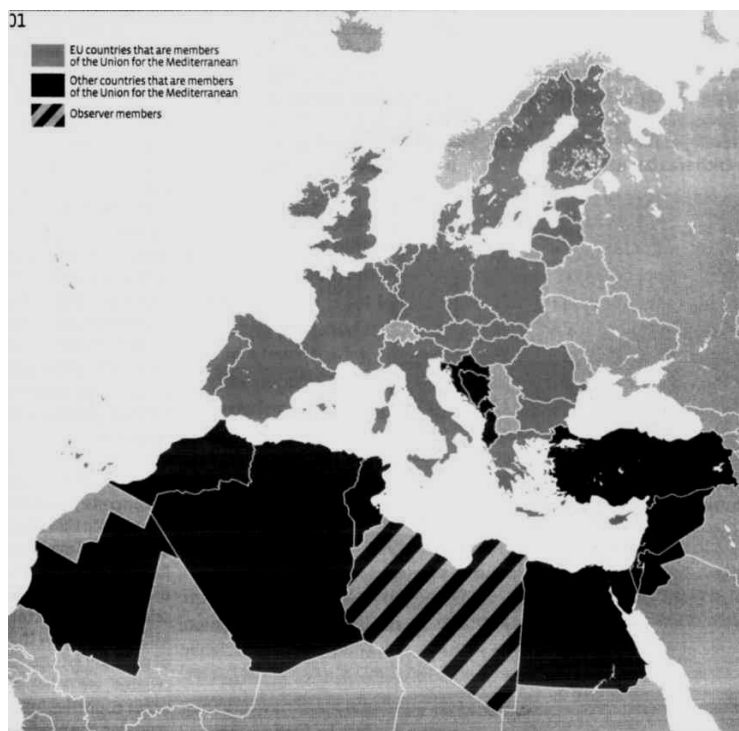 01
EU countries that are members
of the Union for the Mediterranean
Other countries that are members
of the Union for the Mediterranean
Observer members